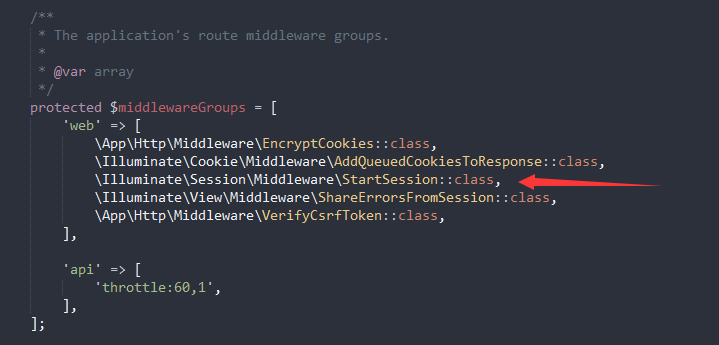 /**
 * The application's route middleware groups.
 *
 * @var array
 */
protected $middlewareGroups = [
    'web' => [
        \App\Http\Middleware\EncryptCookies::class,
        \Illuminate\Cookie\Middleware\AddQueuedCookiesToResponse::class,
        \Illuminate\Session\Middleware\StartSession::class,
        \Illuminate\View\Middleware\ShareErrorsFromSession::class,
        \App\Http\Middleware\VerifyCsrfToken::class,
    ],

    'api' => [
        'throttle:60,1',
    ],
];